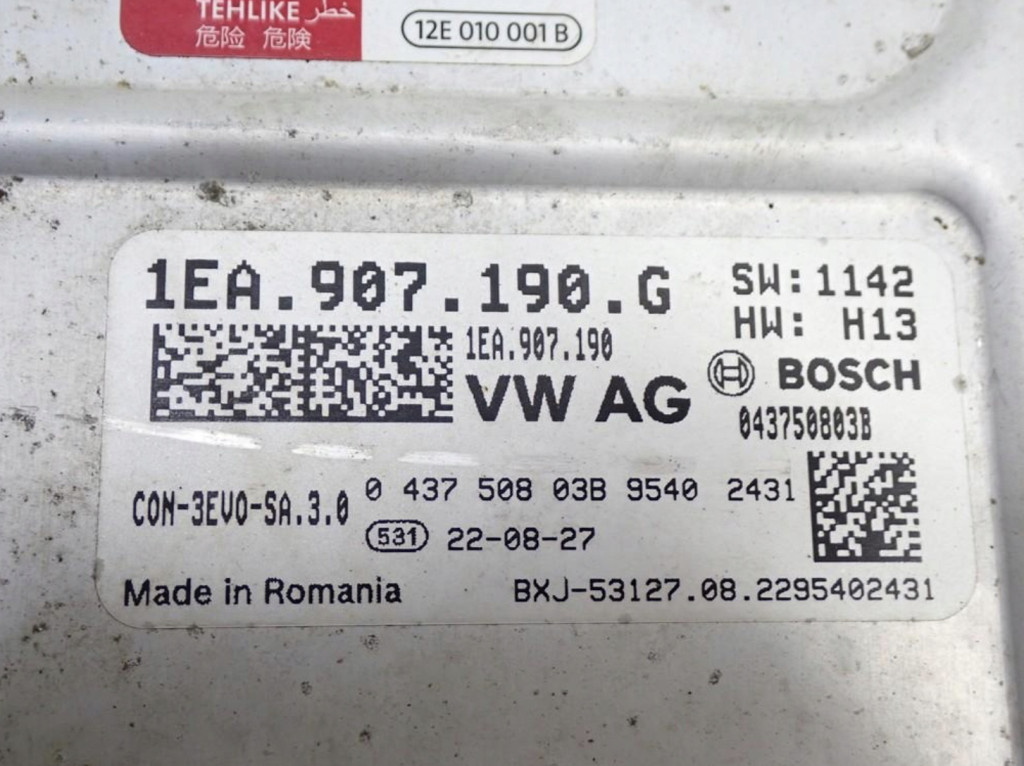 TEHLIKE خطر
危险 危険
12E 010 001 B
1EA.907.190.G
SW:1142
HW: H13
1EA.907.190
VW AG
BOSCH
043750803B
CON-3EVO-SA.3.0
0 437 508 03B 9540 2431
531 22-08-27
Made in Romania
BXJ-53127.08.2295402431